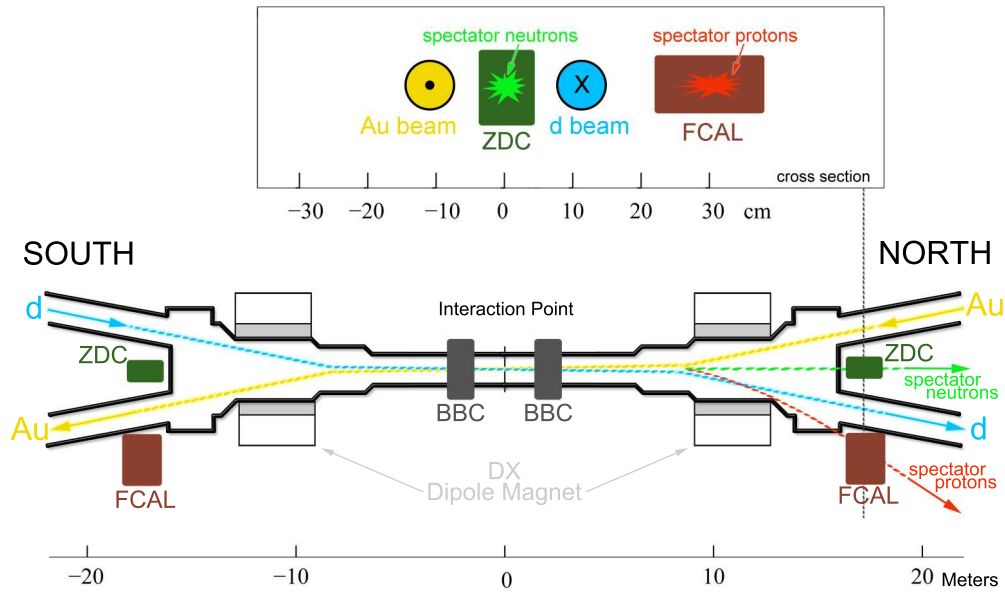 spectator neutrons
spectator protons
X
Au beam
ZDC
d beam
FCAL
cross section
−30 −20 −10 0 10 20 30 cm
SOUTH
NORTH
Interaction Point
d
Au
ZDC
ZDC
spectator
neutrons
BBC
BBC
Au
d
DX
Dipole Magnet
FCAL
FCAL
spectator
protons
−20 −10 0 10 20 Meters